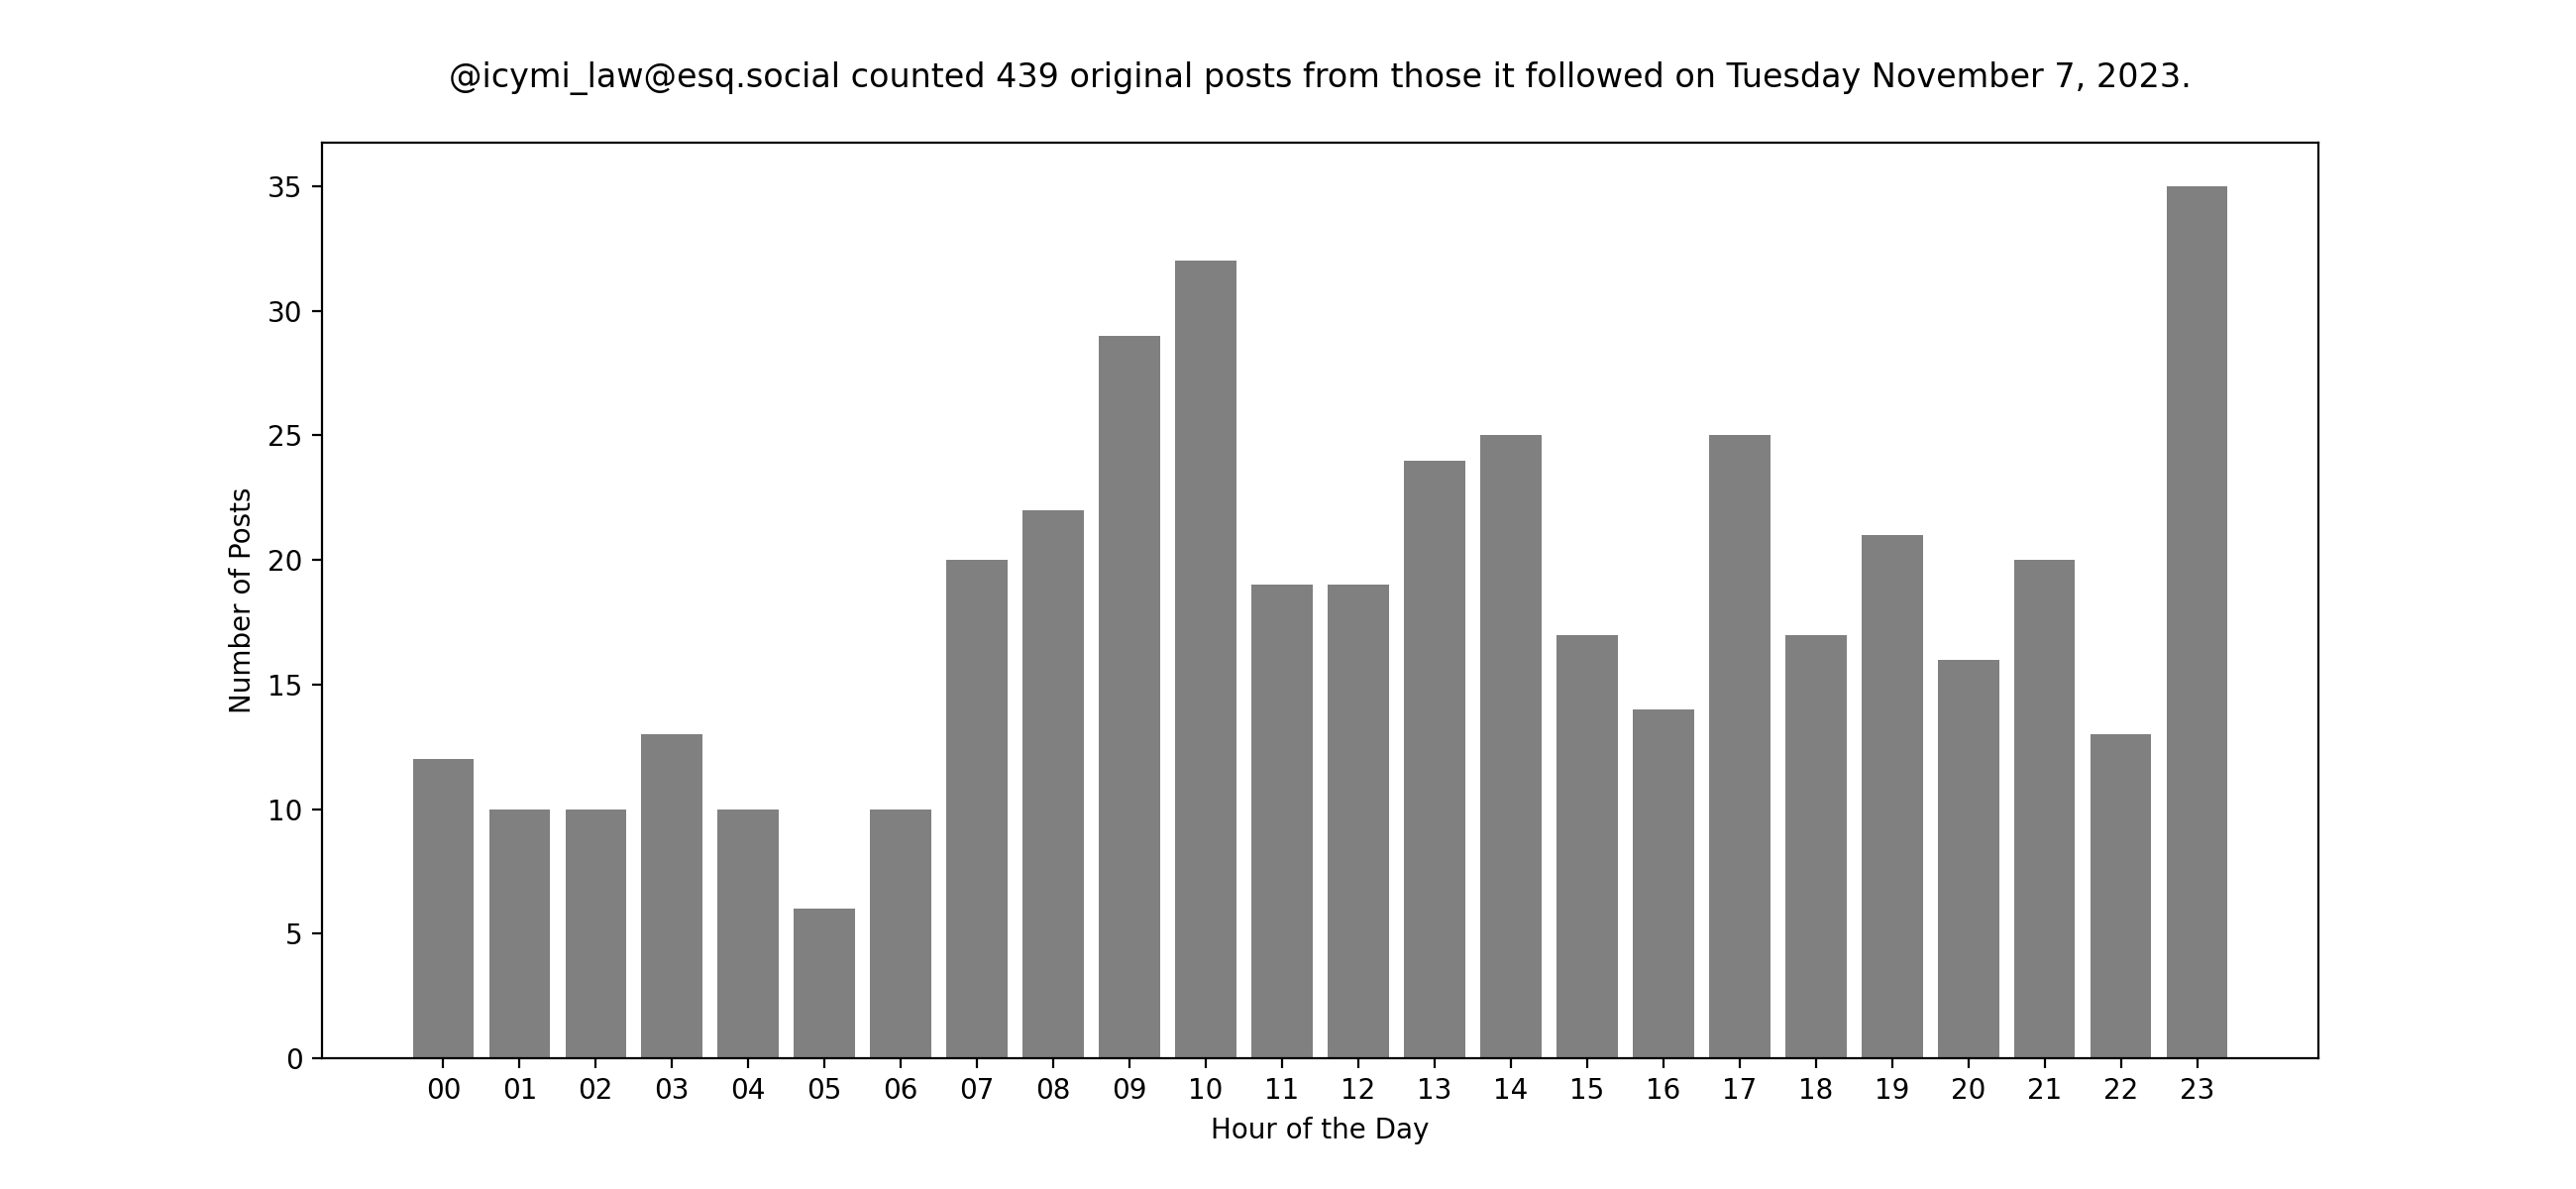 @icymi_law@esq.social counted 439 original posts from those it followed on Tuesday November 7, 2023.
35
30
25
20
15
10
5
0
Number of Posts
00 01 02 03 04 05 06 07 08 09 10 11 12 13 14 15 16 17 18 19 20 21 22 23
Hour of the Day